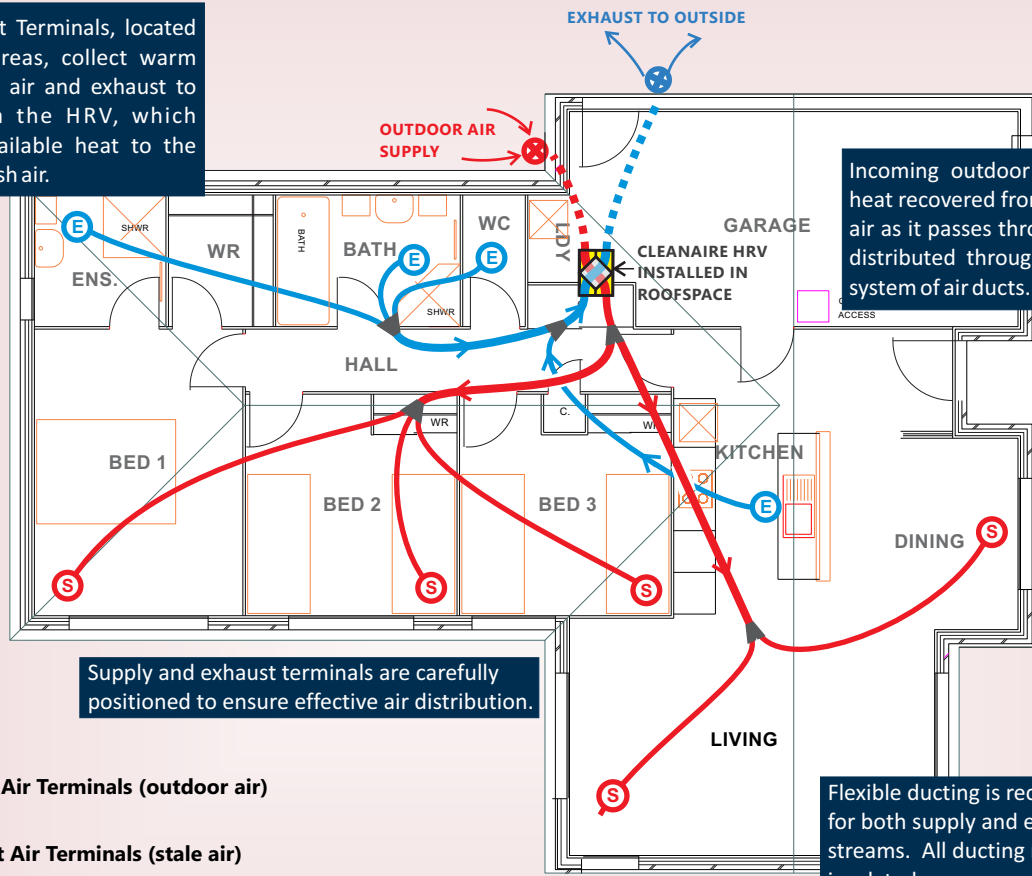 t Terminals, located
reas, collect warm
air and exhaust to
the HRV, which
ailable heat to the
sh air.
EXHAUST TO OUTSIDE
OUTDOOR AIR
SUPPLY
Incoming outdoor
heat recovered from
air as it passes thro
distributed throug
system of air ducts.
ACCESS
GARAGE
CLEANAIRE HRV
INSTALLED IN
ROOFSPACE
LDY
WC
E
BATH
E
BATH
SHWR
WR
E
SHWR
ENS.
HALL
WR
C.
BED 1
BED 2
BED 3
KITCHEN
E
DINING
S
S
S
S
Supply and exhaust terminals are carefully
positioned to ensure effective air distribution.
LIVING
S
Air Terminals (outdoor air)
t Air Terminals (stale air)
Flexible ducting is rec
for both supply and e
streams. All ducting